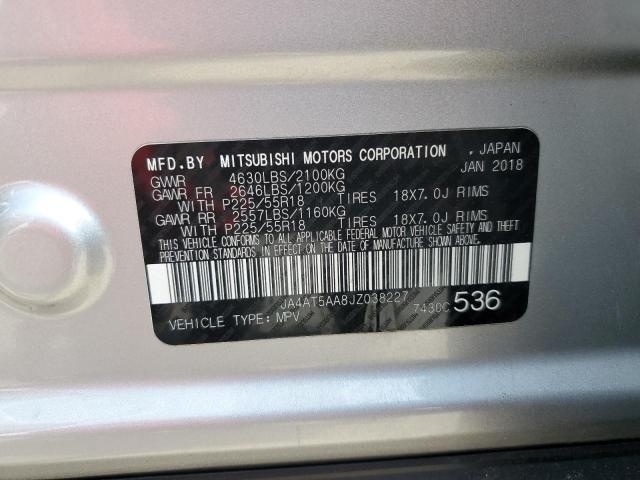 MFD.BY MITSUBISHI MOTORS CORPORATION , JAPAN
GVWR 4630LBS/2100KG JAN 2018
GAWR FR 2646LBS/1200KG
WITH P225/55R18 TIRES 18X7.0J RIMS
GAWR RR 2557LBS/1160KG
WITH P225/55R18 TIRES 18X7.0J RIMS
THIS VEHICLE CONFORMS TO ALL APPLICABLE FEDERAL MOTOR VEHICLE SAFETY AND THEFT
PREVENTION STANDARDS IN EFFECT ON THE DATE OF MANUFACTURE SHOWN ABOVE.
JA4AT5AA8JZ038227
VEHICLE TYPE: MPV 7430C 536